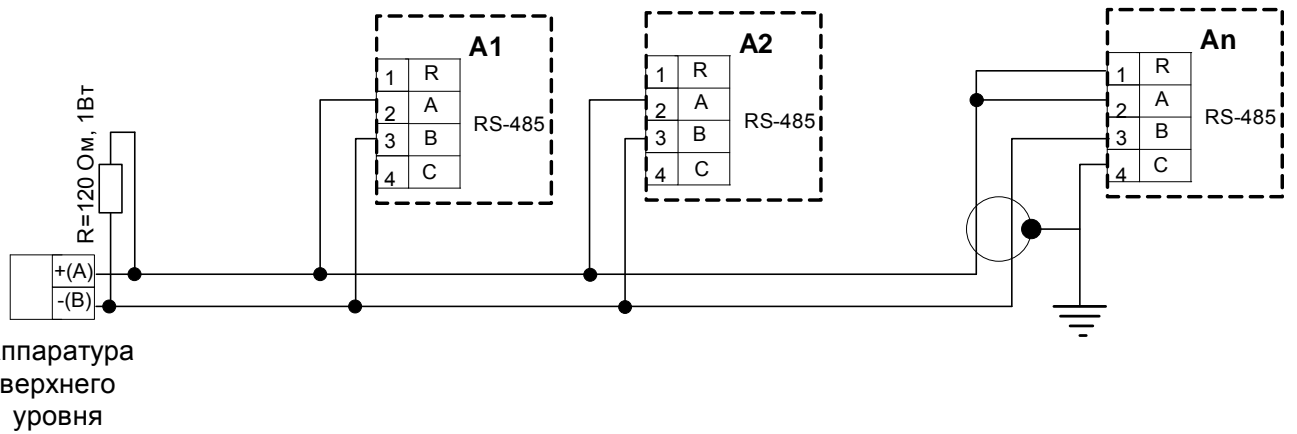 A1
1 R
2 A
3 B
4 C
RS-485
A2
1 R
2 A
3 B
4 C
RS-485
An
1 R
2 A
3 B
4 C
RS-485
R=120 Ом, 1Вт
+(A)
-(B)
ппаратура
верхнего
уровня